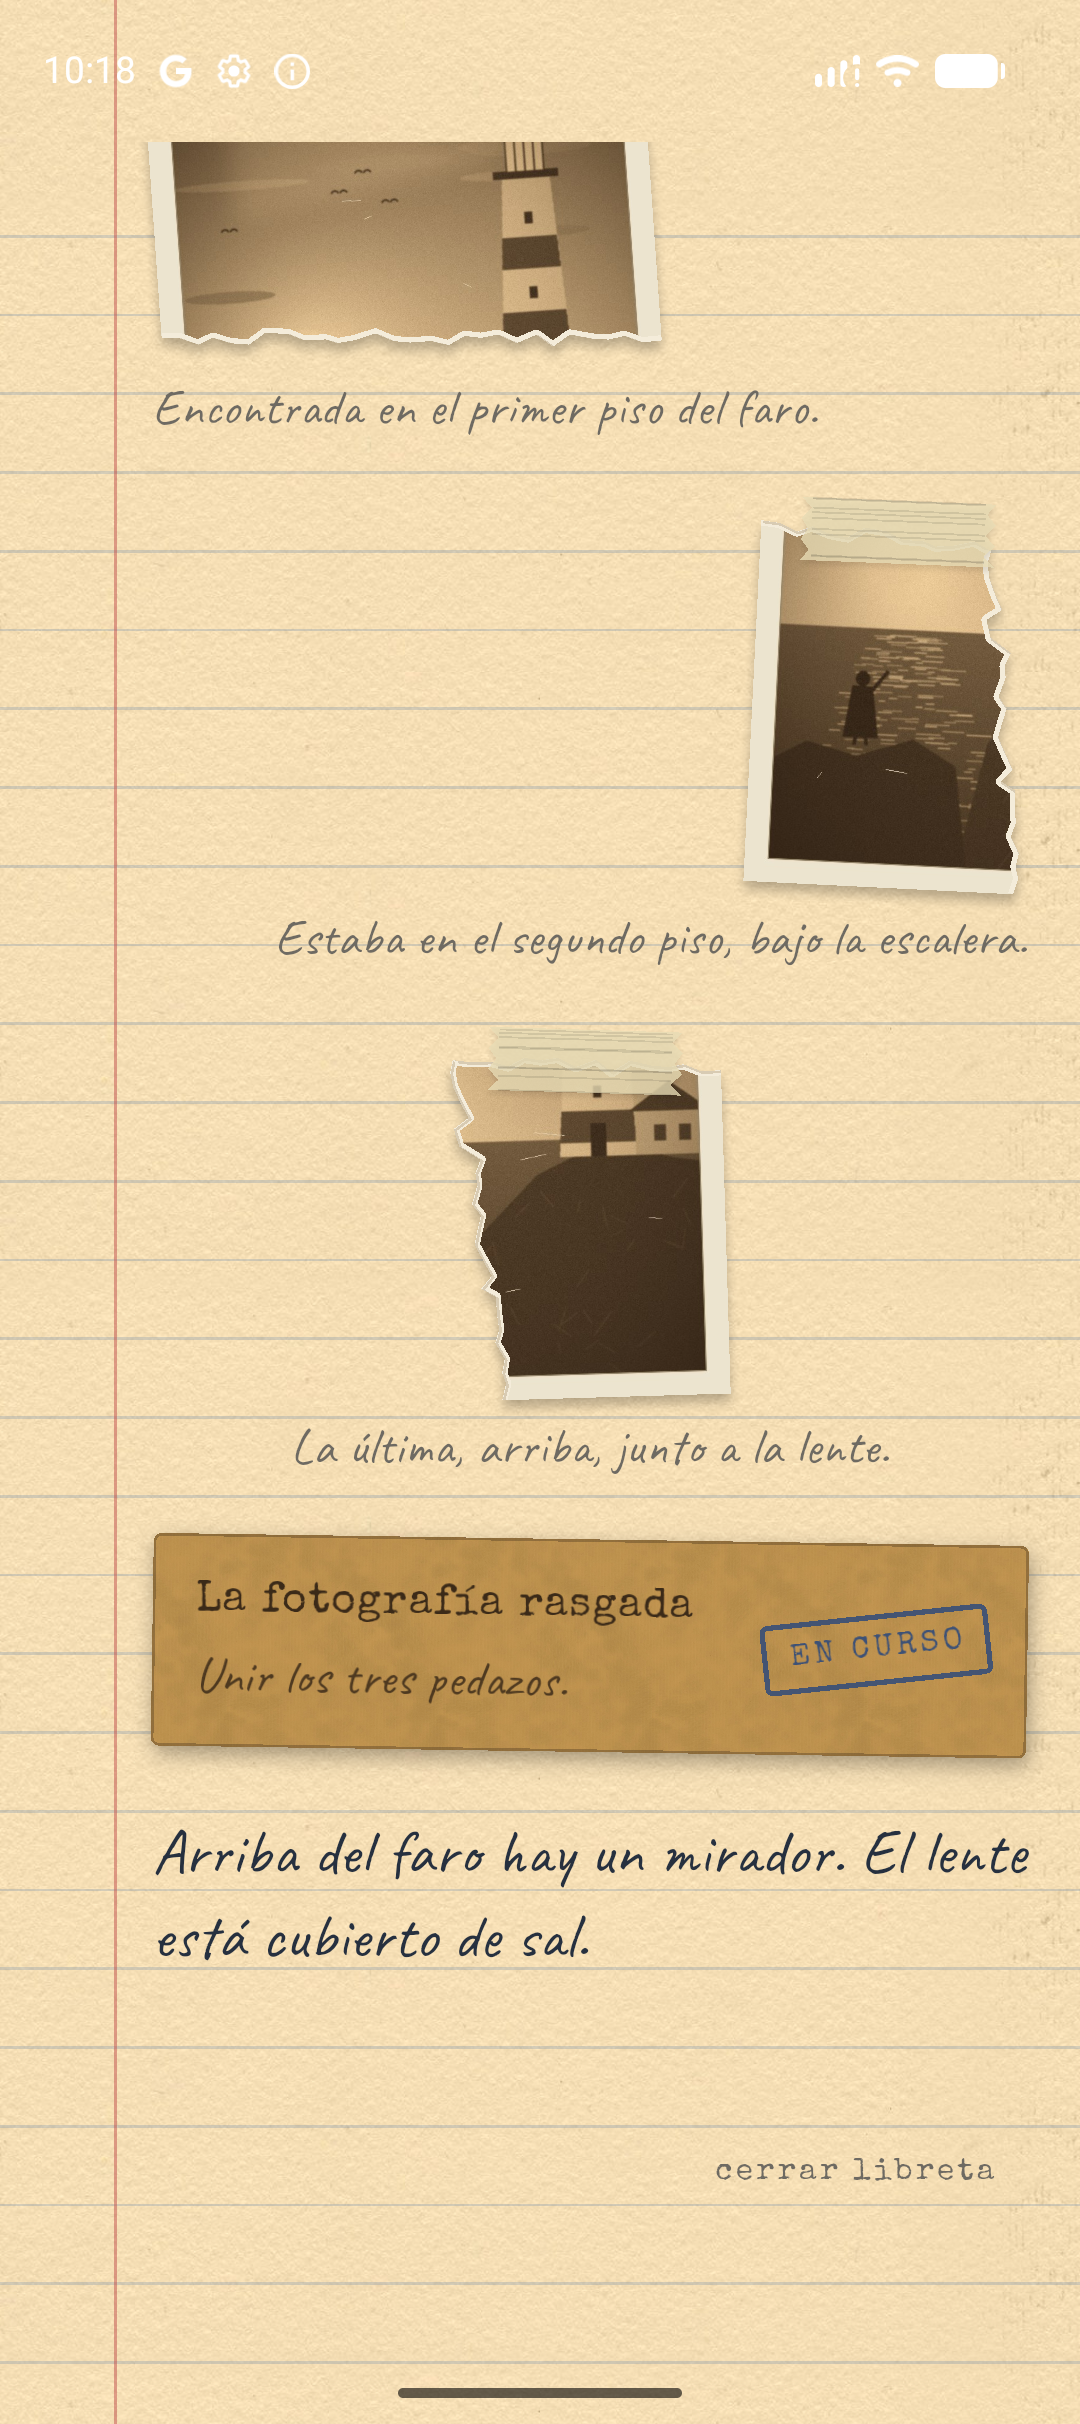 10:18
Encontrada en el primer piso del faro.
Estaba en el segundo piso, bajo la escalera.
La última, arriba, junto a la lente.
La fotografía rasgada
EN CURSO
Unir los tres pedazos.
Arriba del faro hay un mirador. El lente
está cubierto de sal.
cerrar libreta